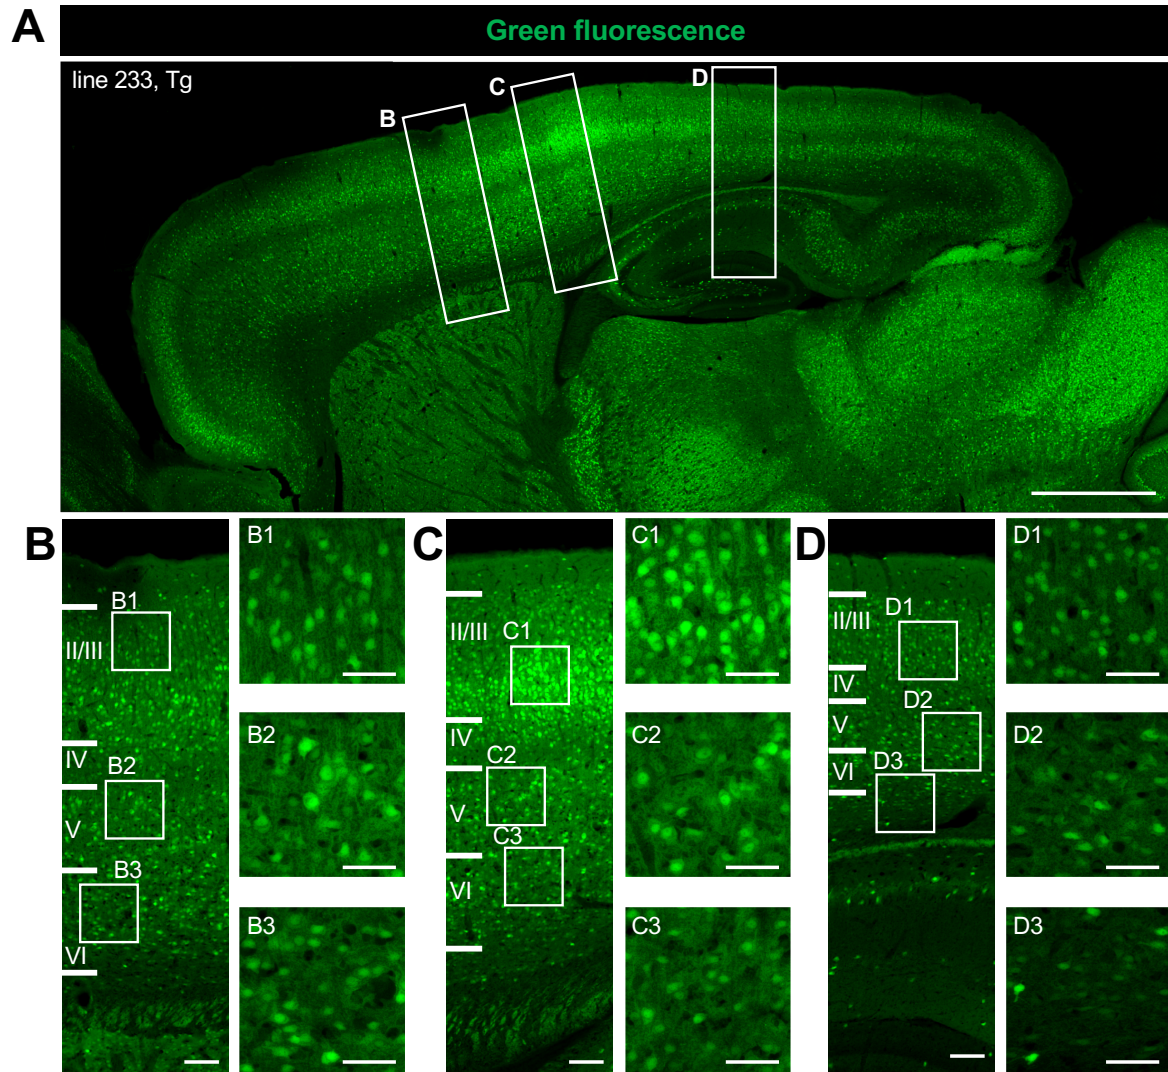 A
Green fluorescence
line 233, Tg
B
C
D
B
B1
II/III
IV
B2
V
B3
VI
B1
B2
B3
C
II/III
C1
IV
C2
V
C3
VI
C1
C2
C3
D
II/III
D1
IV
D2
V
VI
D3
D1
D2
D3